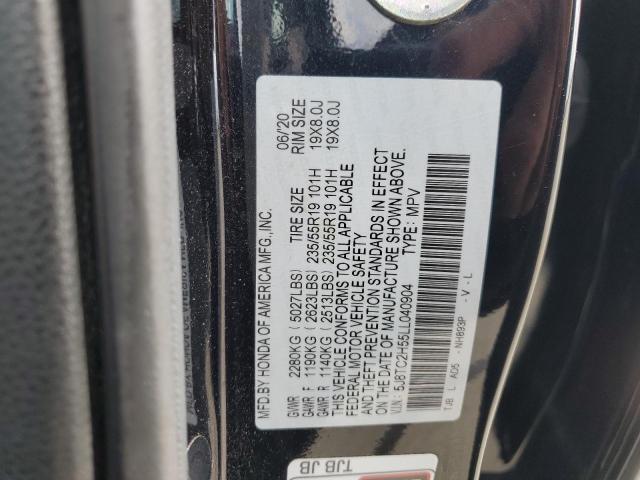 MFD.BY HONDA OF AMERICA MFG.,INC. 06/20
GVWR 2280KG (5027LBS) TIRE SIZE RIM SIZE
GAWR F 1190KG (2623LBS) 235/55R19 101H 19X8.0J
GAWR R 1140KG (2513LBS) 235/55R19 101H 19X8.0J
THIS VEHICLE CONFORMS TO ALL APPLICABLE
FEDERAL MOTOR VEHICLE SAFETY
AND THEFT PREVENTION STANDARDS IN EFFECT
ON THE DATE OF MANUFACTURE SHOWN ABOVE.
V.I.N.: 5J8TC2H55LL040904 TYPE: MPV
TJB L AD5 -NH893P -V -L
TJB JB